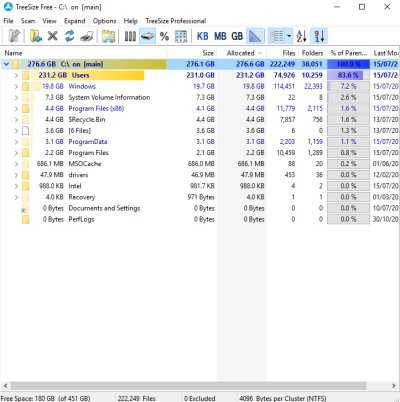 TreeSize Free - C:\ on [main]
File Home View Expand Options Help TreeSize Professional
% KB MB GB
Name Size Allocated Files Folders % of Paren... Last Mo
276.6 GB C:\ on [main] 276.1 GB 276.6 GB 222,249 38,051 100.0 % 15/07/2
231.2 GB Users 231.0 GB 231.2 GB 74,926 10,259 83.6 % 15/07/2
19.8 GB Windows 19.7 GB 19.8 GB 114,451 22,393 7.2 % 15/07/20
7.3 GB System Volume Information 7.3 GB 7.3 GB 22 8 2.6 % 15/07/20
4.4 GB Program Files (x86) 4.1 GB 4.4 GB 11,779 2,115 1.6 % 15/07/20
4.4 GB $Recycle.Bin 4.4 GB 4.4 GB 7,857 756 1.6 % 13/07/20
3.6 GB [6 Files] 3.6 GB 3.6 GB 6 0 1.3 % 13/07/20
3.1 GB ProgramData 3.1 GB 3.1 GB 2,203 1,159 1.1 % 15/07/20
2.2 GB Program Files 2.1 GB 2.2 GB 10,459 1,289 0.8 % 15/07/20
686.1 MB MSOCache 686.0 MB 686.1 MB 88 20 0.2 % 01/06/20
47.9 MB drivers 46.9 MB 47.9 MB 453 36 0.0 % 12/02/20
988.0 KB Intel 981.7 KB 988.0 KB 4 2 0.0 % 15/07/20
4.0 KB Recovery 971 Bytes 4.0 KB 1 1 0.0 % 01/03/20
0 Bytes Documents and Settings 0 Bytes 0 Bytes 0 0 0.0 % 10/07/20
0 Bytes PerfLogs 0 Bytes 0 Bytes 0 0 0.0 % 30/10/20
Free Space: 180 GB (of 451 GB) 222,249 Files 0 Excluded 4096 Bytes per Cluster (NTFS)